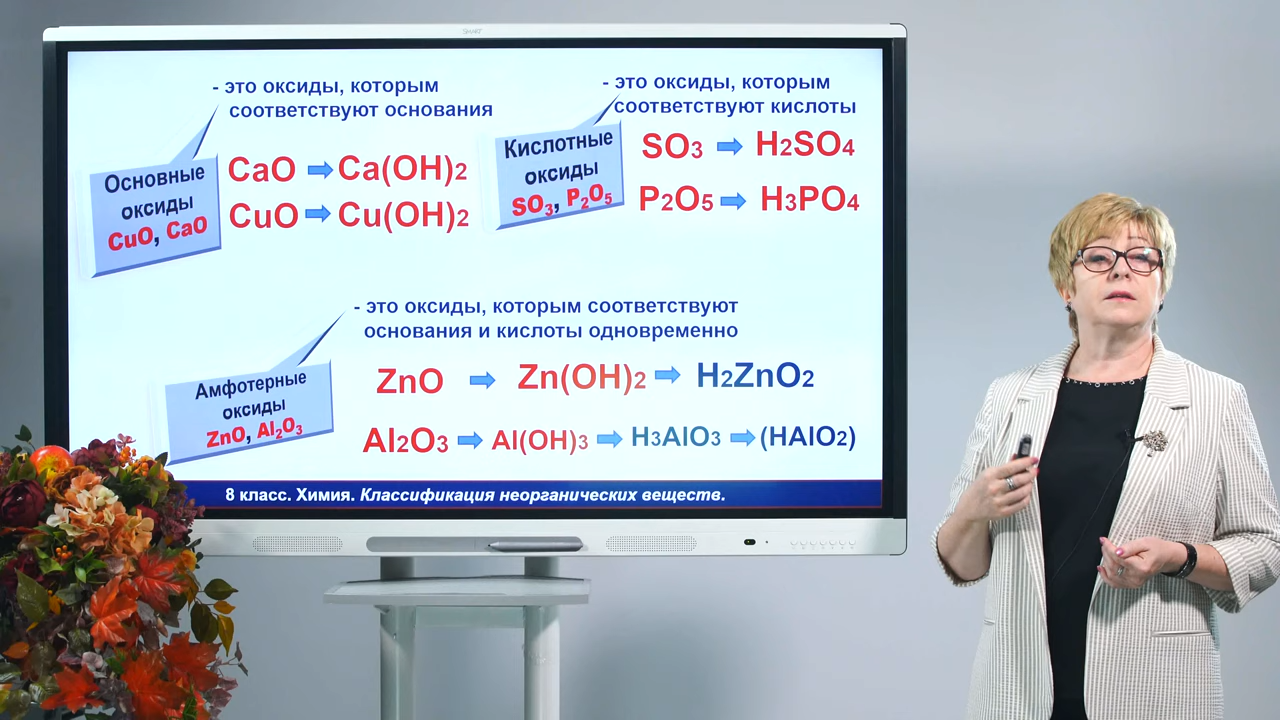 SMART
- это оксиды, которым
соответствуют основания
Основные
оксиды
CuO, CaO
CaO Ca(OH)2
CuO Cu(OH)2
- это оксиды, которым
соответствуют кислоты
Кислотные
оксиды
SO3, P2O5
SO3 H2SO4
P2O5 H3PO4
- это оксиды, которым соответствуют
основания и кислоты одновременно
Амфотерные
оксиды
ZnO, Al2O3
ZnO Zn(OH)2 H2ZnO2
Al2O3 Al(OH)3 H3AlO3 (HAlO2)
8 класс. Химия. Классификация неорганических веществ.